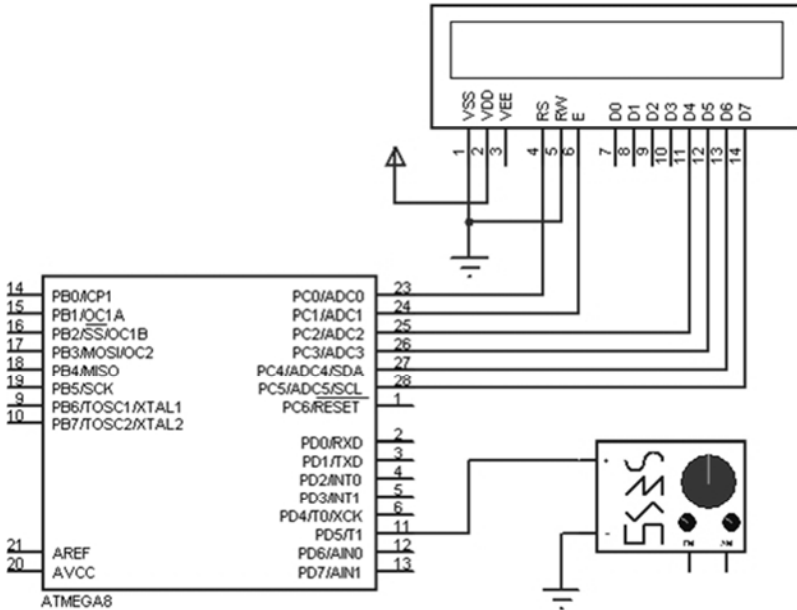 VSS VDD VEE RS RW E D0 D1 D2 D3 D4 D5 D6 D7
1 2 3 4 5 6 7 8 9 10 11 12 13 14
14 PB0/ICP1 PC0/ADC0 23
15 PB1/OC1A PC1/ADC1 24
16 PB2/SS/OC1B PC2/ADC2 25
17 PB3/MOSI/OC2 PC3/ADC3 26
18 PB4/MISO PC4/ADC4/SDA 27
19 PB5/SCK PC5/ADC5/SCL 28
9 PB6/TOSC1/XTAL1 PC6/RESET 1
10 PB7/TOSC2/XTAL2
PD0/RXD 2
PD1/TXD 3
PD2/INT0 4
PD3/INT1 5
PD4/T0/XCK 6
PD5/T1 11
21 AREF PD6/AIN0 12
20 AVCC PD7/AIN1 13
ATMEGA8
+
-